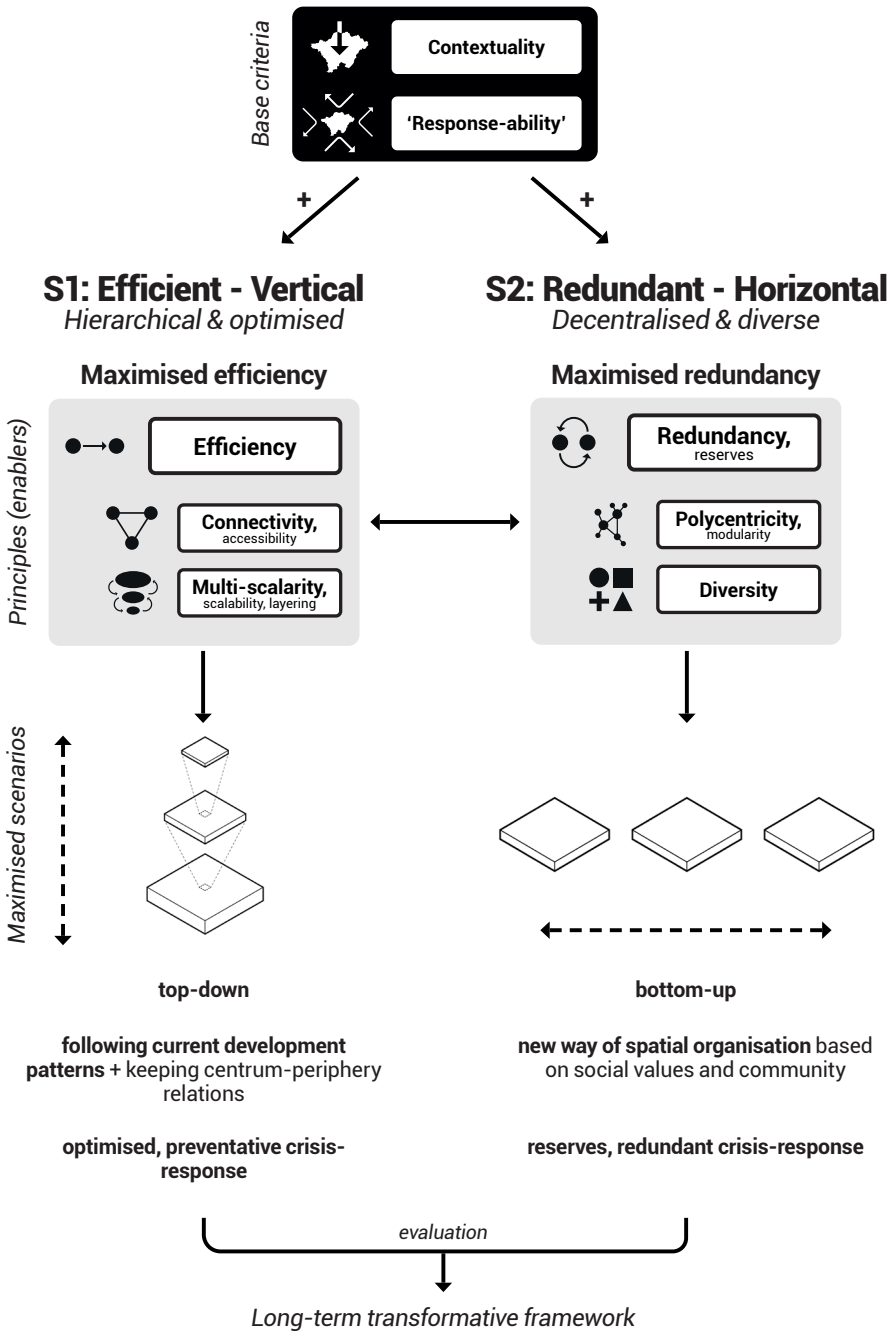 Base criteria
Contextuality
‘Response-ability’
+
+
S1: Efficient - Vertical
Hierarchical & optimised
S2: Redundant - Horizontal
Decentralised & diverse
Maximised efficiency
Maximised redundancy
Principles (enablers)
Efficiency
Connectivity,
accessibility
Multi-scalarity,
scalability, layering
Redundancy,
reserves
Polycentricity,
modularity
Diversity
Maximised scenarios
top-down
following current development
patterns + keeping centrum-periphery
relations
optimised, preventative crisis-
response
bottom-up
new way of spatial organisation based
on social values and community
reserves, redundant crisis-response
evaluation
Long-term transformative framework